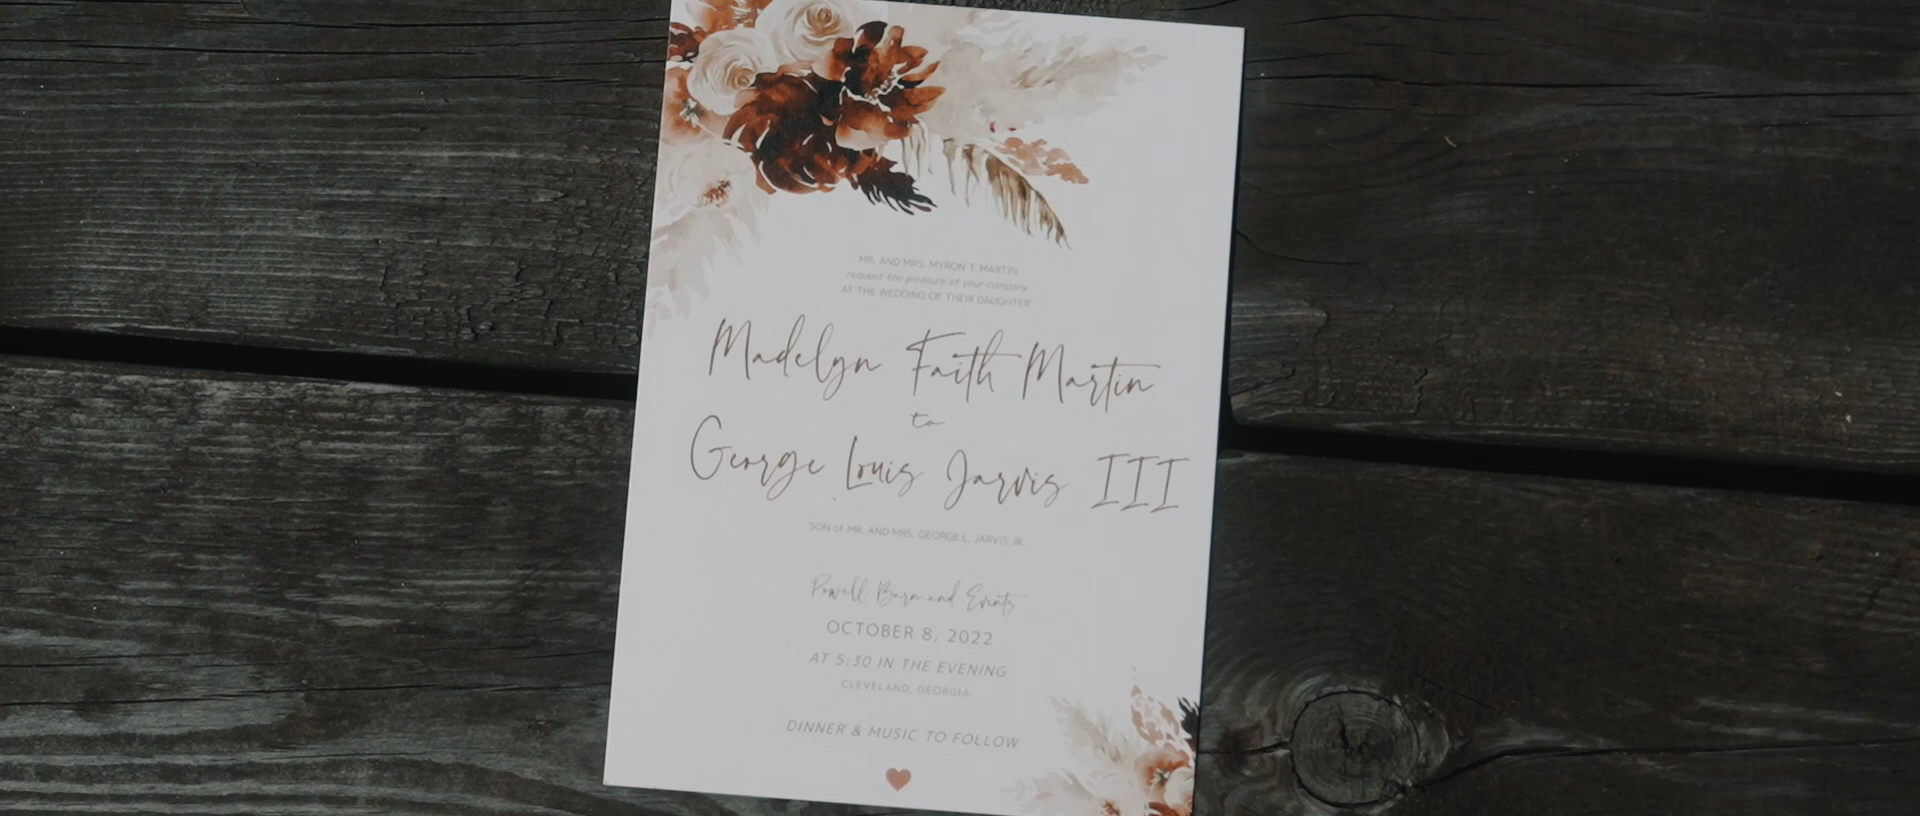 MR. AND MRS. MYRON T. MARTIN
request the pleasure of your company
AT THE WEDDING OF THEIR DAUGHTER
Madelyn Faith Martin
to
George Louis Jarvis III
SON of MR. AND MRS. GEORGE L. JARVIS JR.
Powell Barn and Events
OCTOBER 8, 2022
AT 5:30 IN THE EVENING
CLEVELAND, GEORGIA
DINNER & MUSIC TO FOLLOW